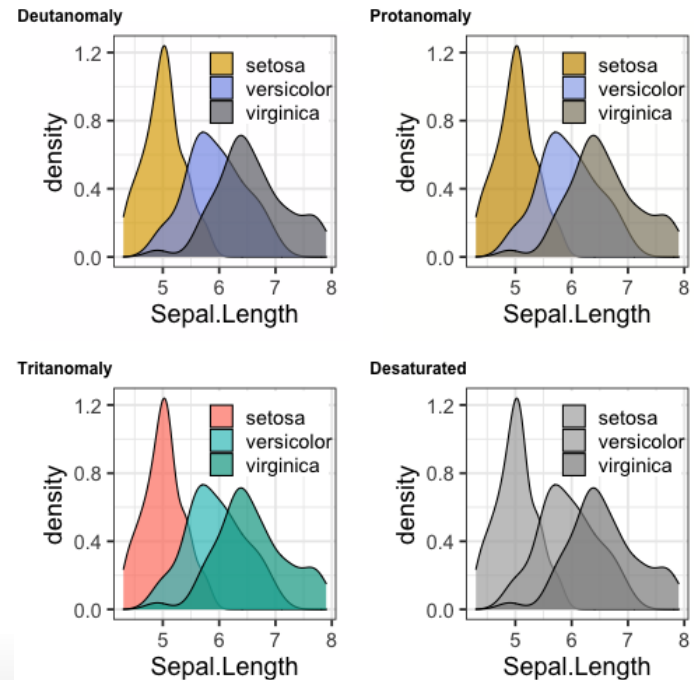 Deutanomaly
1.2
0.8
0.4
0.0
density
setosa
versicolor
virginica
5 6 7 8
Sepal.Length
Protanomaly
1.2
0.8
0.4
0.0
density
setosa
versicolor
virginica
5 6 7 8
Sepal.Length
Tritanomaly
1.2
0.8
0.4
0.0
density
setosa
versicolor
virginica
5 6 7 8
Sepal.Length
Desaturated
1.2
0.8
0.4
0.0
density
setosa
versicolor
virginica
5 6 7 8
Sepal.Length